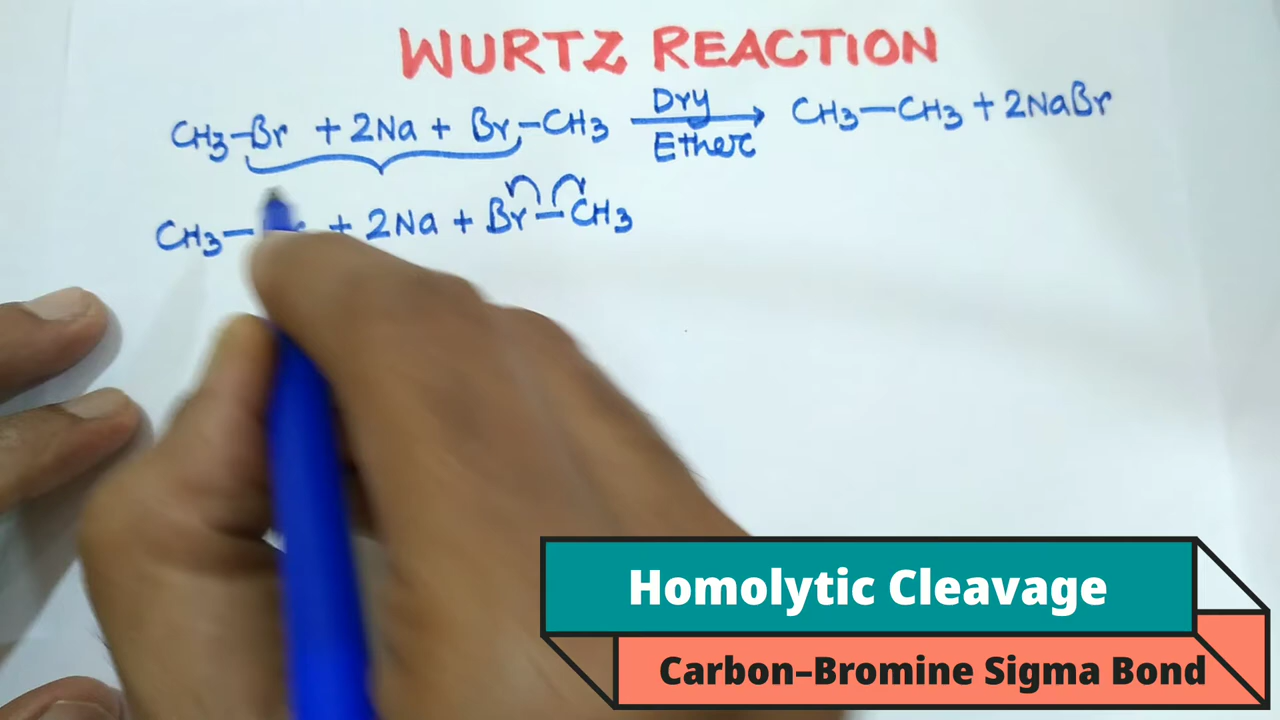 WURTZ REACTION
CH3-Br + 2Na + Br-CH3 Dry Ether → CH3-CH3 + 2NaBr
CH3- + 2Na + Br-CH3
Homolytic Cleavage
Carbon–Bromine Sigma Bond